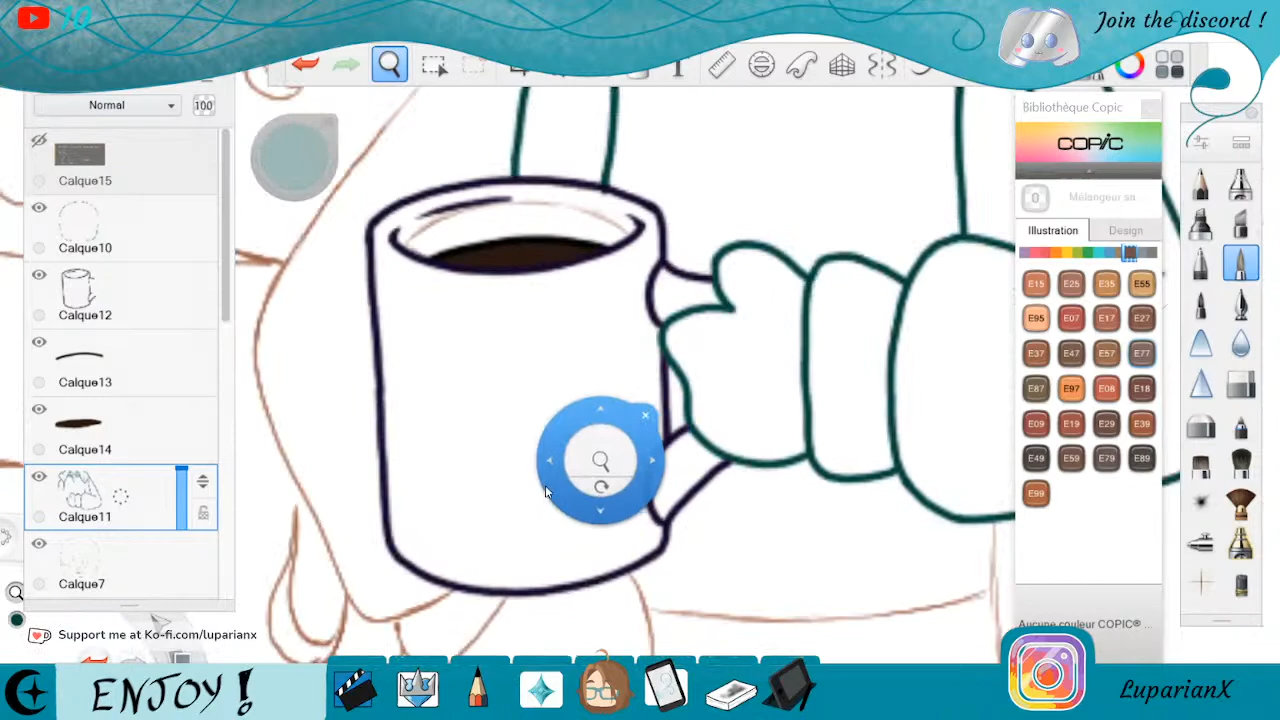 10
Join the discord !
Normal
100
Calque15
Calque10
Calque12
Calque13
Calque14
Calque11
Calque7
Support me at Ko-fi.com/luparianx
Bibliothèque Copic
COPIC
0
Mélangeur sa...
Illustration
Design
E15 E25 E35 E55
E95 E07 E17 E27
E37 E47 E57 E77
E87 E97 E08 E18
E09 E19 E29 E39
E49 E59 E79 E89
E99
Aucune couleur COPIC® ...
ENJOY !
LuparianX